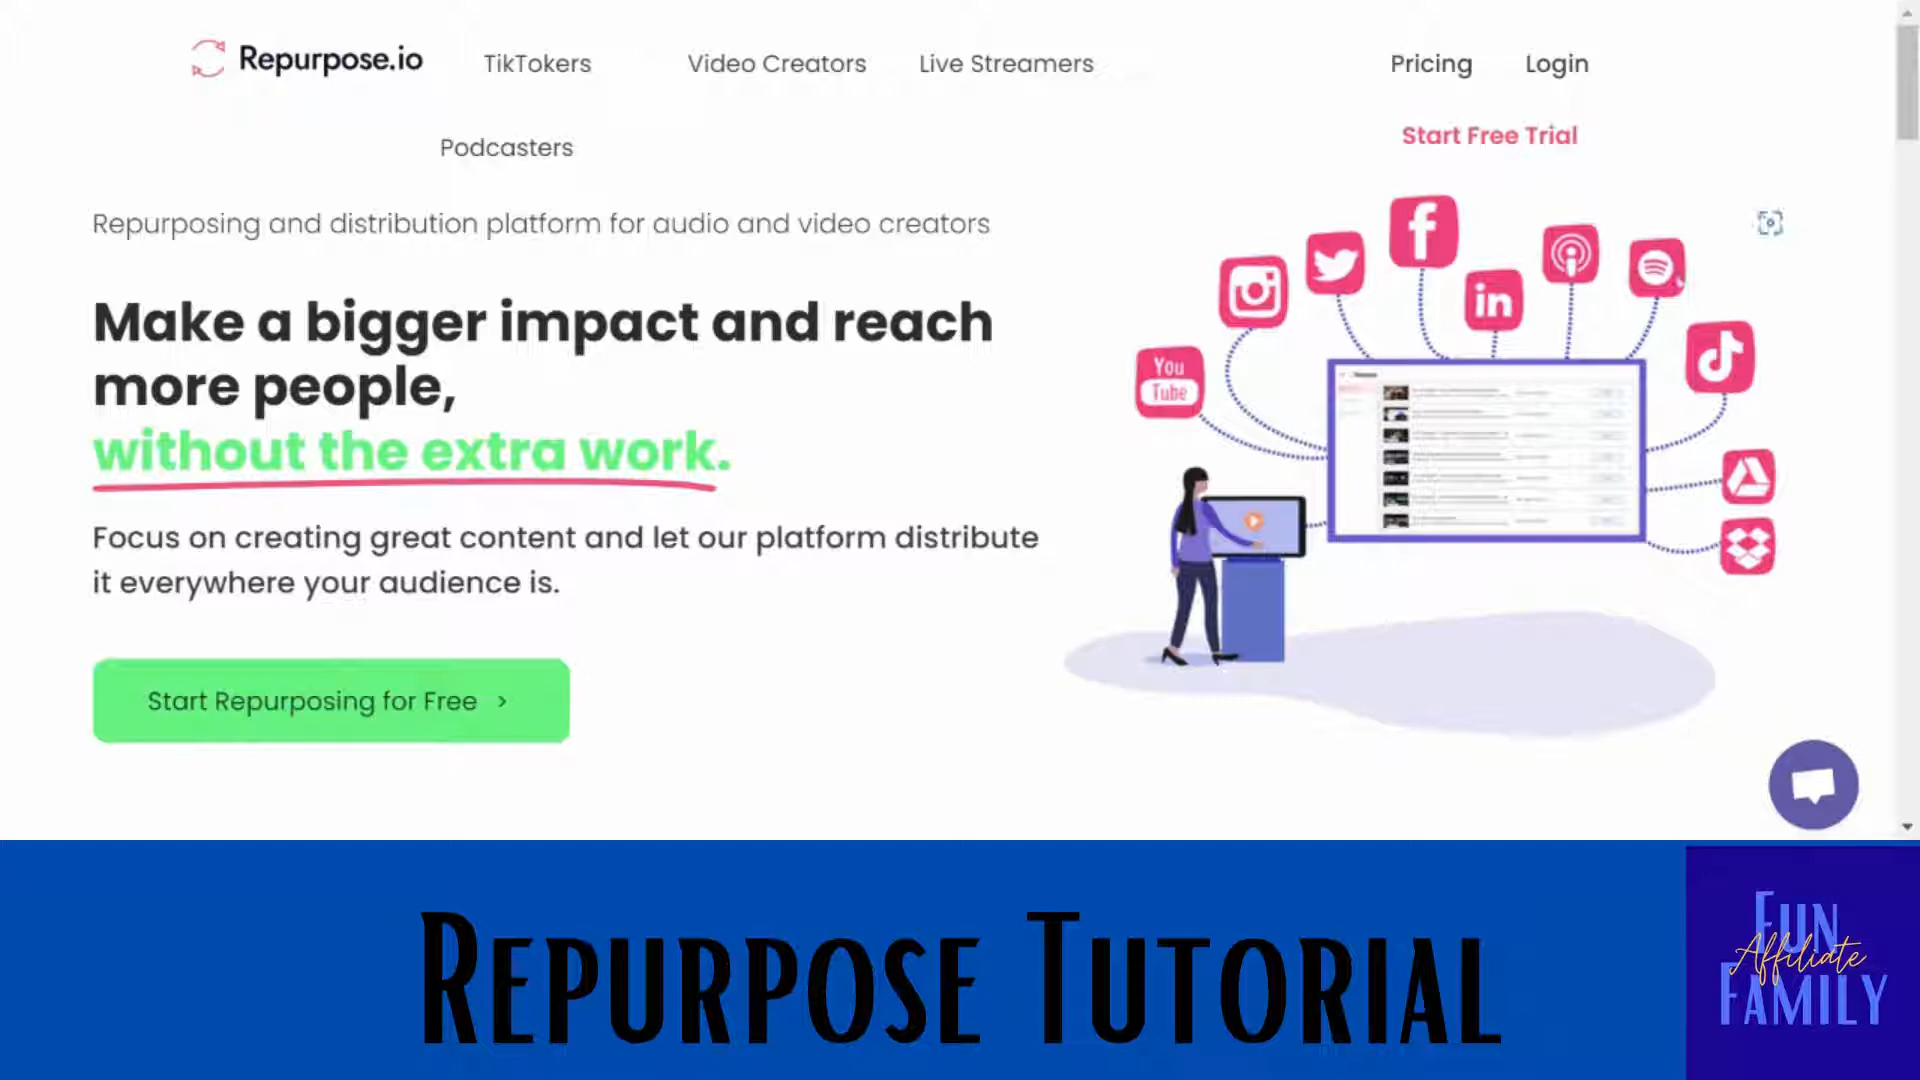 Repurpose.io
TikTokers
Video Creators
Live Streamers
Pricing
Login
Podcasters
Start Free Trial
Repurposing and distribution platform for audio and video creators
Make a bigger impact and reach
more people,
without the extra work.
Focus on creating great content and let our platform distribute
it everywhere your audience is.
Start Repurposing for Free >
You
Tube
in
REPURPOSE TUTORIAL
FUN
Affiliate
FAMILY